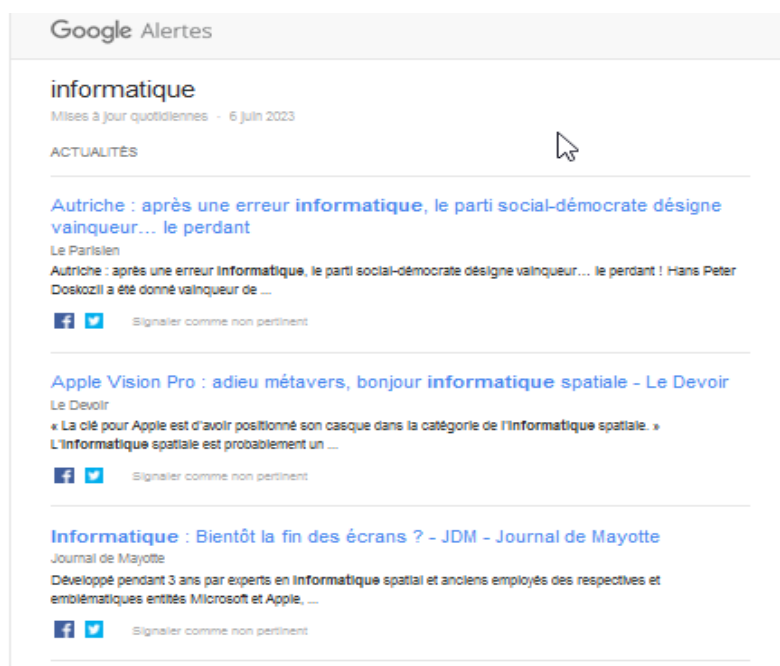 Google Alertes
informatique
Mises à jour quotidiennes · 6 juin 2023
ACTUALITÉS
Autriche : après une erreur informatique, le parti social-démocrate désigne
vainqueur… le perdant
Le Parisien
Autriche : après une erreur informatique, le parti social-démocrate désigne vainqueur… le perdant ! Hans Peter
Doskozil a été donné vainqueur de ...
Signaler comme non pertinent
Apple Vision Pro : adieu métavers, bonjour informatique spatiale - Le Devoir
Le Devoir
« La clé pour Apple est d'avoir positionné son casque dans la catégorie de l'informatique spatiale. »
L'informatique spatiale est probablement un ...
Signaler comme non pertinent
Informatique : Bientôt la fin des écrans ? - JDM - Journal de Mayotte
Journal de Mayotte
Développé pendant 3 ans par experts en informatique spatial et anciens employés des respectives et
emblématiques entités Microsoft et Apple, ...
Signaler comme non pertinent